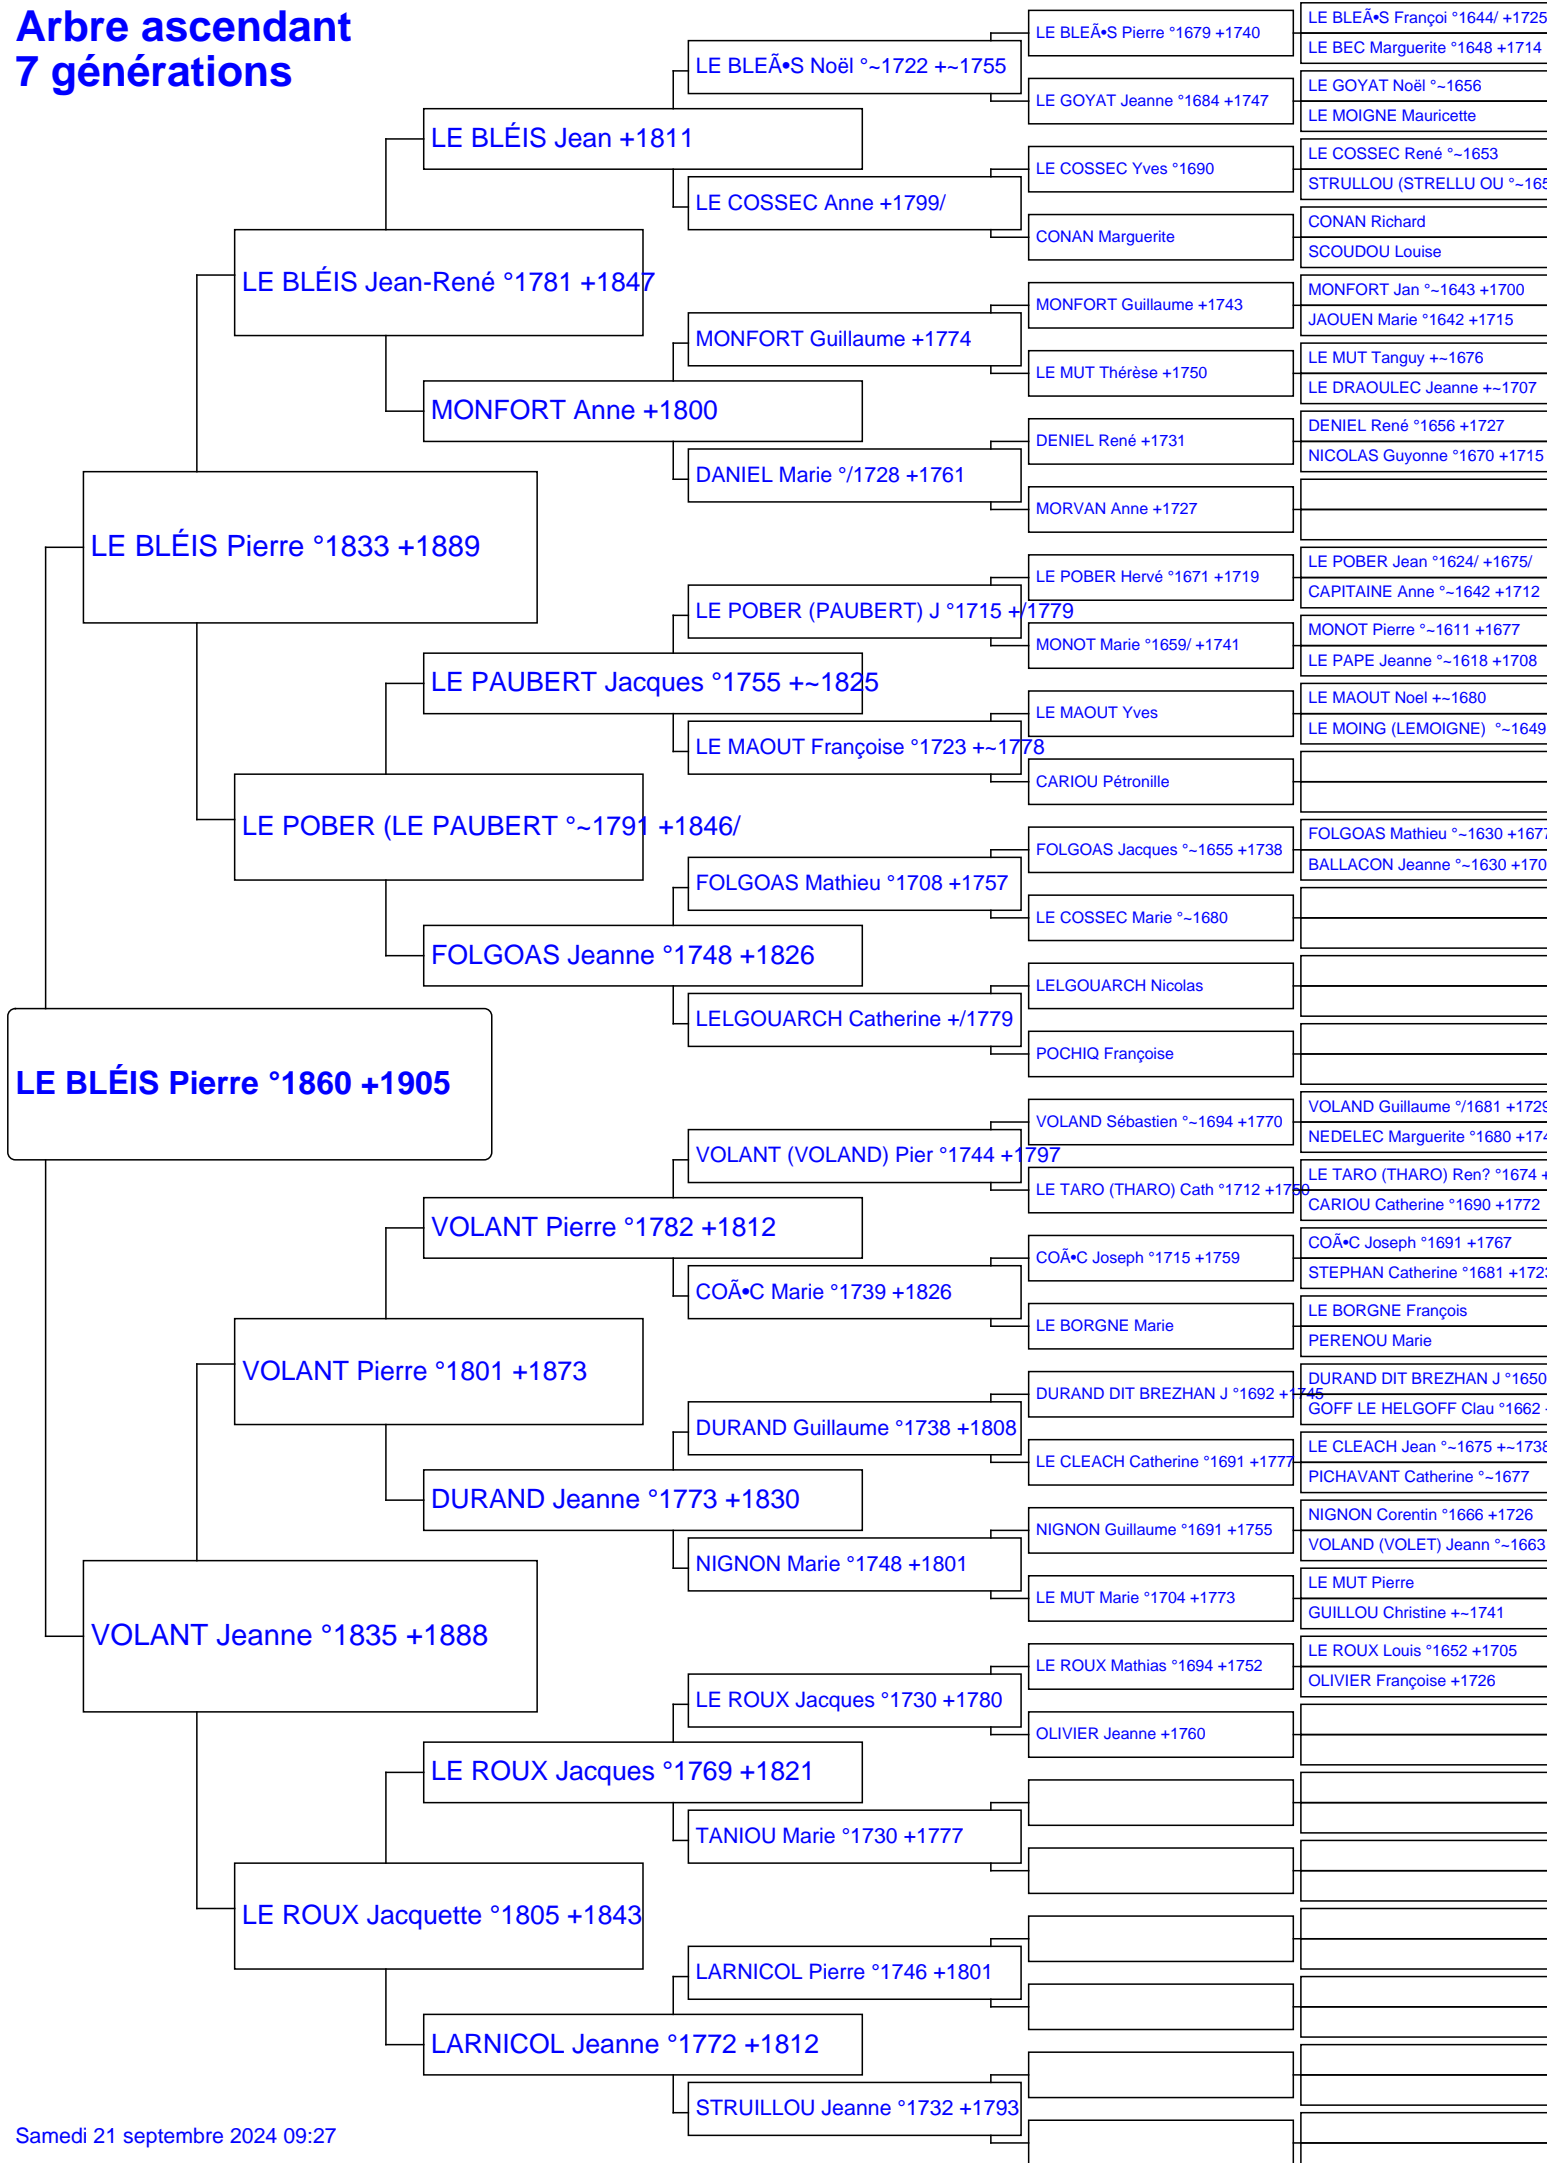 Arbre ascendant
7 générations
LE BLÉIS Pierre °1860 +1905
LE BLÉIS Pierre °1833 +1889
VOLANT Jeanne °1835 +1888
LE BLÉIS Jean-René °1781 +1847
LE POBER (LE PAUBERT °~1791 +1846/
VOLANT Pierre °1801 +1873
LE ROUX Jacquette °1805 +1843
LE BLÉIS Jean +1811
MONFORT Anne +1800
LE PAUBERT Jacques °1755 +~1825
FOLGOAS Jeanne °1748 +1826
VOLANT Pierre °1782 +1812
DURAND Jeanne °1773 +1830
LE ROUX Jacques °1769 +1821
LARNICOL Jeanne °1772 +1812
LE BLEÃ•S Noël °~1722 +~1755
LE COSSEC Anne +1799/
MONFORT Guillaume +1774
DANIEL Marie °/1728 +1761
LE POBER (PAUBERT) J °1715 +/1779
LE MAOUT Françoise °1723 +~1778
FOLGOAS Mathieu °1708 +1757
LELGOUARCH Catherine +/1779
VOLANT (VOLAND) Pier °1744 +1797
COÃ•C Marie °1739 +1826
DURAND Guillaume °1738 +1808
NIGNON Marie °1748 +1801
LE ROUX Jacques °1730 +1780
TANIOU Marie °1730 +1777
LARNICOL Pierre °1746 +1801
STRUILLOU Jeanne °1732 +1793
LE BLEÃ•S Pierre °1679 +1740
LE GOYAT Jeanne °1684 +1747
LE COSSEC Yves °1690
CONAN Marguerite
MONFORT Guillaume +1743
LE MUT Thérèse +1750
DENIEL René +1731
MORVAN Anne +1727
LE POBER Hervé °1671 +1719
MONOT Marie °1659/ +1741
LE MAOUT Yves
CARIOU Pétronille
FOLGOAS Jacques °~1655 +1738
LE COSSEC Marie °~1680
LELGOUARCH Nicolas
POCHIQ Françoise
VOLAND Sébastien °~1694 +1770
LE TARO (THARO) Cath °1712 +1750
COÃ•C Joseph °1715 +1759
LE BORGNE Marie
DURAND DIT BREZHAN J °1692 +1745
LE CLEACH Catherine °1691 +1777
NIGNON Guillaume °1691 +1755
LE MUT Marie °1704 +1773
LE ROUX Mathias °1694 +1752
OLIVIER Jeanne +1760
LE BLEÃ•S Françoi °1644/ +1725
LE BEC Marguerite °1648 +1714
LE GOYAT Noël °~1656
LE MOIGNE Mauricette
LE COSSEC René °~1653
STRULLOU (STRELLU OU °~165
CONAN Richard
SCOUDOU Louise
MONFORT Jan °~1643 +1700
JAOUEN Marie °1642 +1715
LE MUT Tanguy +~1676
LE DRAOULEC Jeanne +~1707
DENIEL René °1656 +1727
NICOLAS Guyonne °1670 +1715
LE POBER Jean °1624/ +1675/
CAPITAINE Anne °~1642 +1712
MONOT Pierre °~1611 +1677
LE PAPE Jeanne °~1618 +1708
LE MAOUT Noel +~1680
LE MOING (LEMOIGNE) °~1649
FOLGOAS Mathieu °~1630 +1677
BALLACON Jeanne °~1630 +170
VOLAND Guillaume °/1681 +1729
NEDELEC Marguerite °1680 +174
LE TARO (THARO) Ren? °1674 +
CARIOU Catherine °1690 +1772
COÃ•C Joseph °1691 +1767
STEPHAN Catherine °1681 +1723
LE BORGNE François
PERENOU Marie
DURAND DIT BREZHAN J °1650
GOFF LE HELGOFF Clau °1662
LE CLEACH Jean °~1675 +~1738
PICHAVANT Catherine °~1677
NIGNON Corentin °1666 +1726
VOLAND (VOLET) Jeann °~1663
LE MUT Pierre
GUILLOU Christine +~1741
LE ROUX Louis °1652 +1705
OLIVIER Françoise +1726
Samedi 21 septembre 2024 09:27